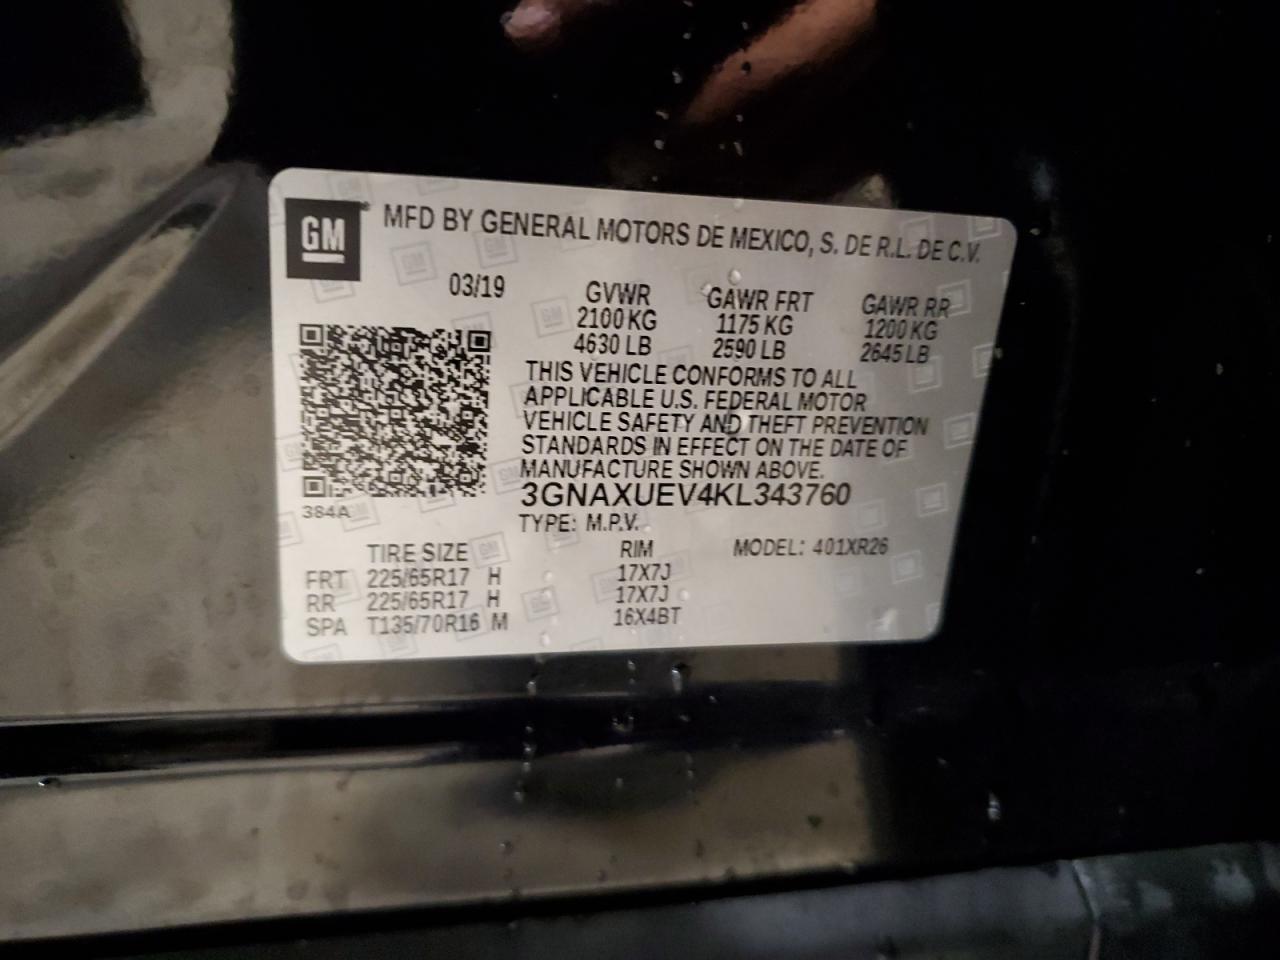 GM MFD BY GENERAL MOTORS DE MEXICO, S. DE R.L. DE C.V.
03/19 GVWR GAWR FRT GAWR RR
2100 KG 1175 KG 1200 KG
4630 LB 2590 LB 2645 LB
THIS VEHICLE CONFORMS TO ALL
APPLICABLE U.S. FEDERAL MOTOR
VEHICLE SAFETY AND THEFT PREVENTION
STANDARDS IN EFFECT ON THE DATE OF
MANUFACTURE SHOWN ABOVE.
3GNAXUEV4KL343760
384A
TYPE: M.P.V.
TIRE SIZE RIM MODEL: 401XR26
FRT 225/65R17 H 17X7J
RR 225/65R17 H 17X7J
SPA T135/70R16 M 16X4BT